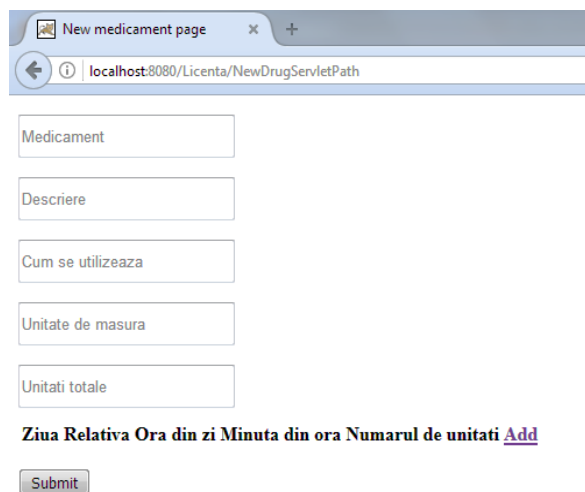 New medicament page
localhost:8080/Licenta/NewDrugServletPath
Medicament
Descriere
Cum se utilizeaza
Unitate de masura
Unitati totale
Ziua Relativa Ora din zi Minuta din ora Numarul de unitati Add
Submit